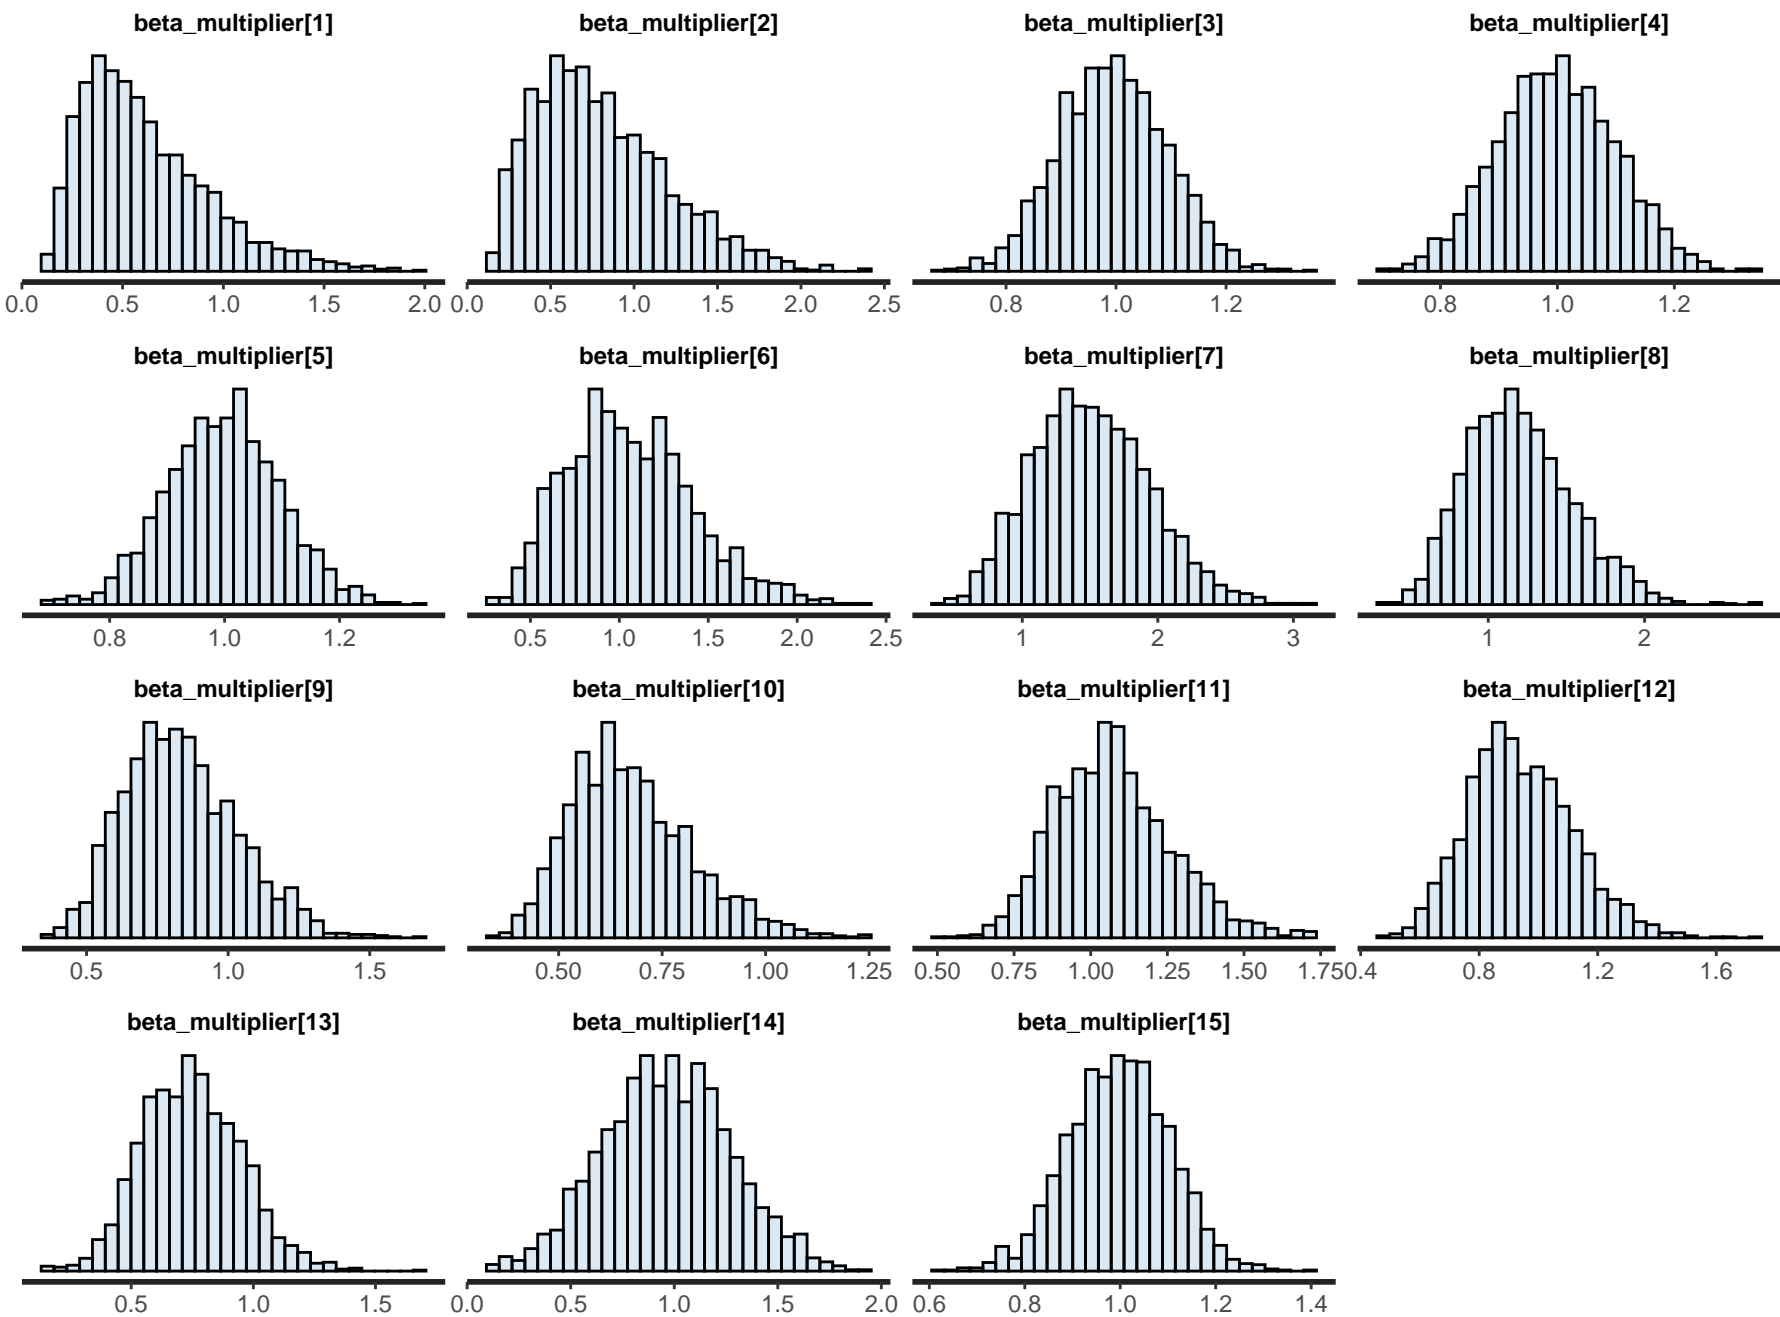 beta_multiplier[1] beta_multiplier[2] beta_multiplier[3] beta_multiplier[4]
0.0 0.5 1.0 1.5 2.0 0.0 0.5 1.0 1.5 2.0 2.5 0.8 1.0 1.2 0.8 1.0 1.2
beta_multiplier[5] beta_multiplier[6] beta_multiplier[7] beta_multiplier[8]
0.8 1.0 1.2 0.5 1.0 1.5 2.0 2.5 1 2 3 1 2
beta_multiplier[9] beta_multiplier[10] beta_multiplier[11] beta_multiplier[12]
0.5 1.0 1.5 0.50 0.75 1.00 1.25 0.50 0.75 1.00 1.25 1.50 1.75 0.4 0.8 1.2 1.6
beta_multiplier[13] beta_multiplier[14] beta_multiplier[15]
0.5 1.0 1.5 0.0 0.5 1.0 1.5 2.0 0.6 0.8 1.0 1.2 1.4